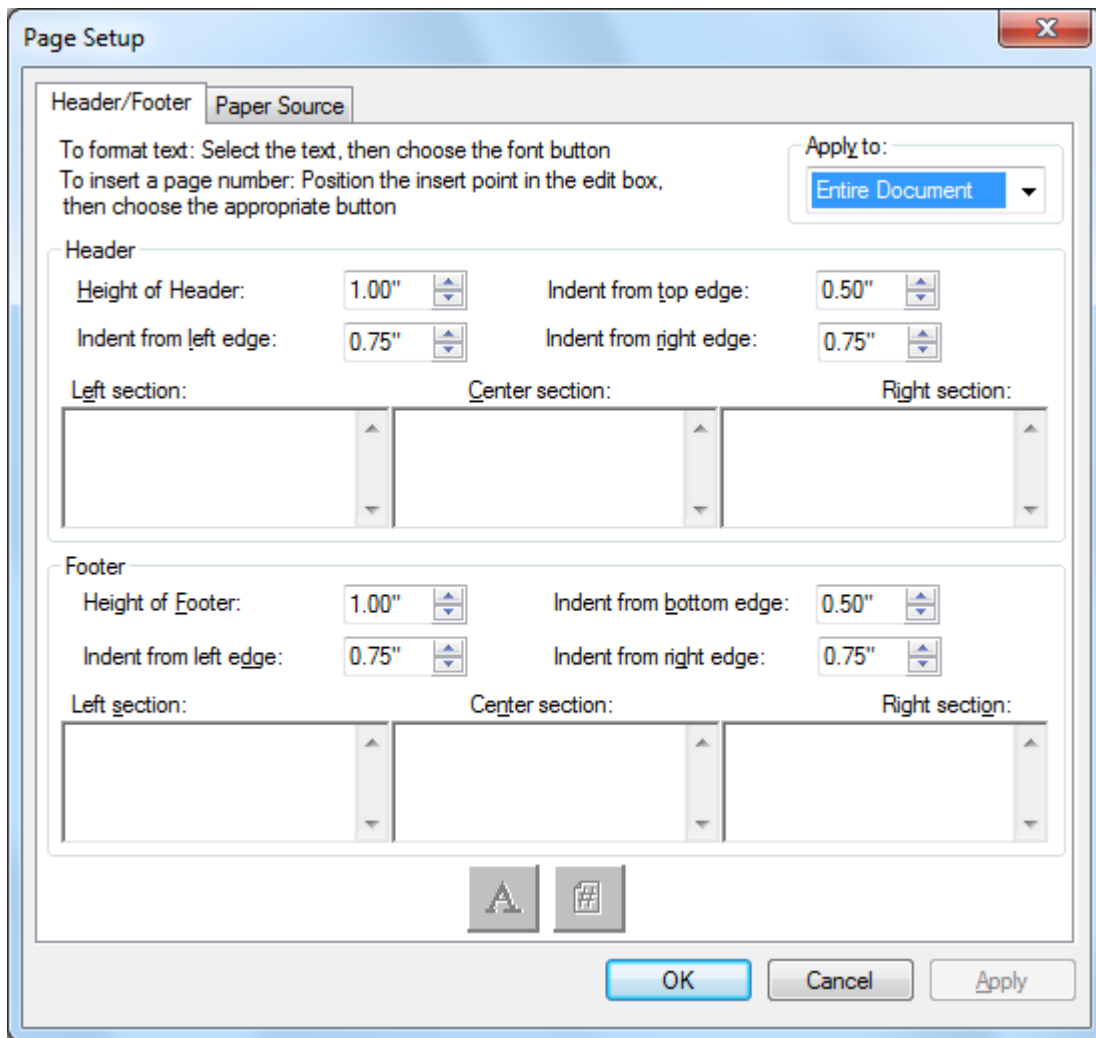 Page Setup
Header/Footer Paper Source
To format text: Select the text, then choose the font button
To insert a page number: Position the insert point in the edit box,
then choose the appropriate button
Apply to:
Entire Document
Header
Height of Header: 1.00" Indent from top edge: 0.50"
Indent from left edge: 0.75" Indent from right edge: 0.75"
Left section: Center section: Right section:
Footer
Height of Footer: 1.00" Indent from bottom edge: 0.50"
Indent from left edge: 0.75" Indent from right edge: 0.75"
Left section: Center section: Right section:
A #
OK Cancel Apply